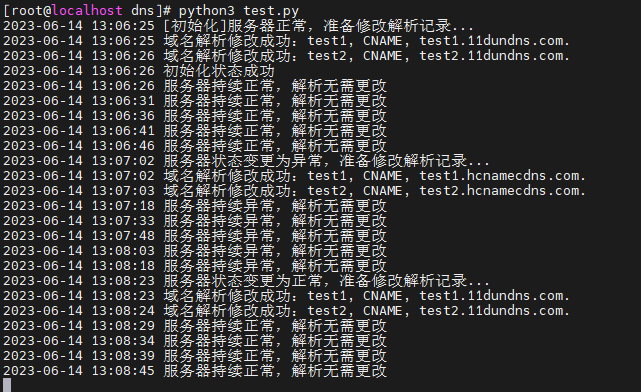 [root@localhost dns]# python3 test.py
2023-06-14 13:06:25 [初始化]服务器正常，准备修改解析记录...
2023-06-14 13:06:25 域名解析修改成功：test1, CNAME, test1.11dundns.com.
2023-06-14 13:06:26 域名解析修改成功：test2, CNAME, test2.11dundns.com.
2023-06-14 13:06:26 初始化状态成功
2023-06-14 13:06:26 服务器持续正常，解析无需更改
2023-06-14 13:06:31 服务器持续正常，解析无需更改
2023-06-14 13:06:36 服务器持续正常，解析无需更改
2023-06-14 13:06:41 服务器持续正常，解析无需更改
2023-06-14 13:06:46 服务器持续正常，解析无需更改
2023-06-14 13:07:02 服务器状态变更为异常，准备修改解析记录...
2023-06-14 13:07:02 域名解析修改成功：test1, CNAME, test1.hcnamecdns.com.
2023-06-14 13:07:03 域名解析修改成功：test2, CNAME, test2.hcnamecdns.com.
2023-06-14 13:07:18 服务器持续异常，解析无需更改
2023-06-14 13:07:33 服务器持续异常，解析无需更改
2023-06-14 13:07:48 服务器持续异常，解析无需更改
2023-06-14 13:08:03 服务器持续异常，解析无需更改
2023-06-14 13:08:18 服务器持续异常，解析无需更改
2023-06-14 13:08:23 服务器状态变更为正常，准备修改解析记录...
2023-06-14 13:08:23 域名解析修改成功：test1, CNAME, test1.11dundns.com.
2023-06-14 13:08:24 域名解析修改成功：test2, CNAME, test2.11dundns.com.
2023-06-14 13:08:29 服务器持续正常，解析无需更改
2023-06-14 13:08:34 服务器持续正常，解析无需更改
2023-06-14 13:08:39 服务器持续正常，解析无需更改
2023-06-14 13:08:45 服务器持续正常，解析无需更改